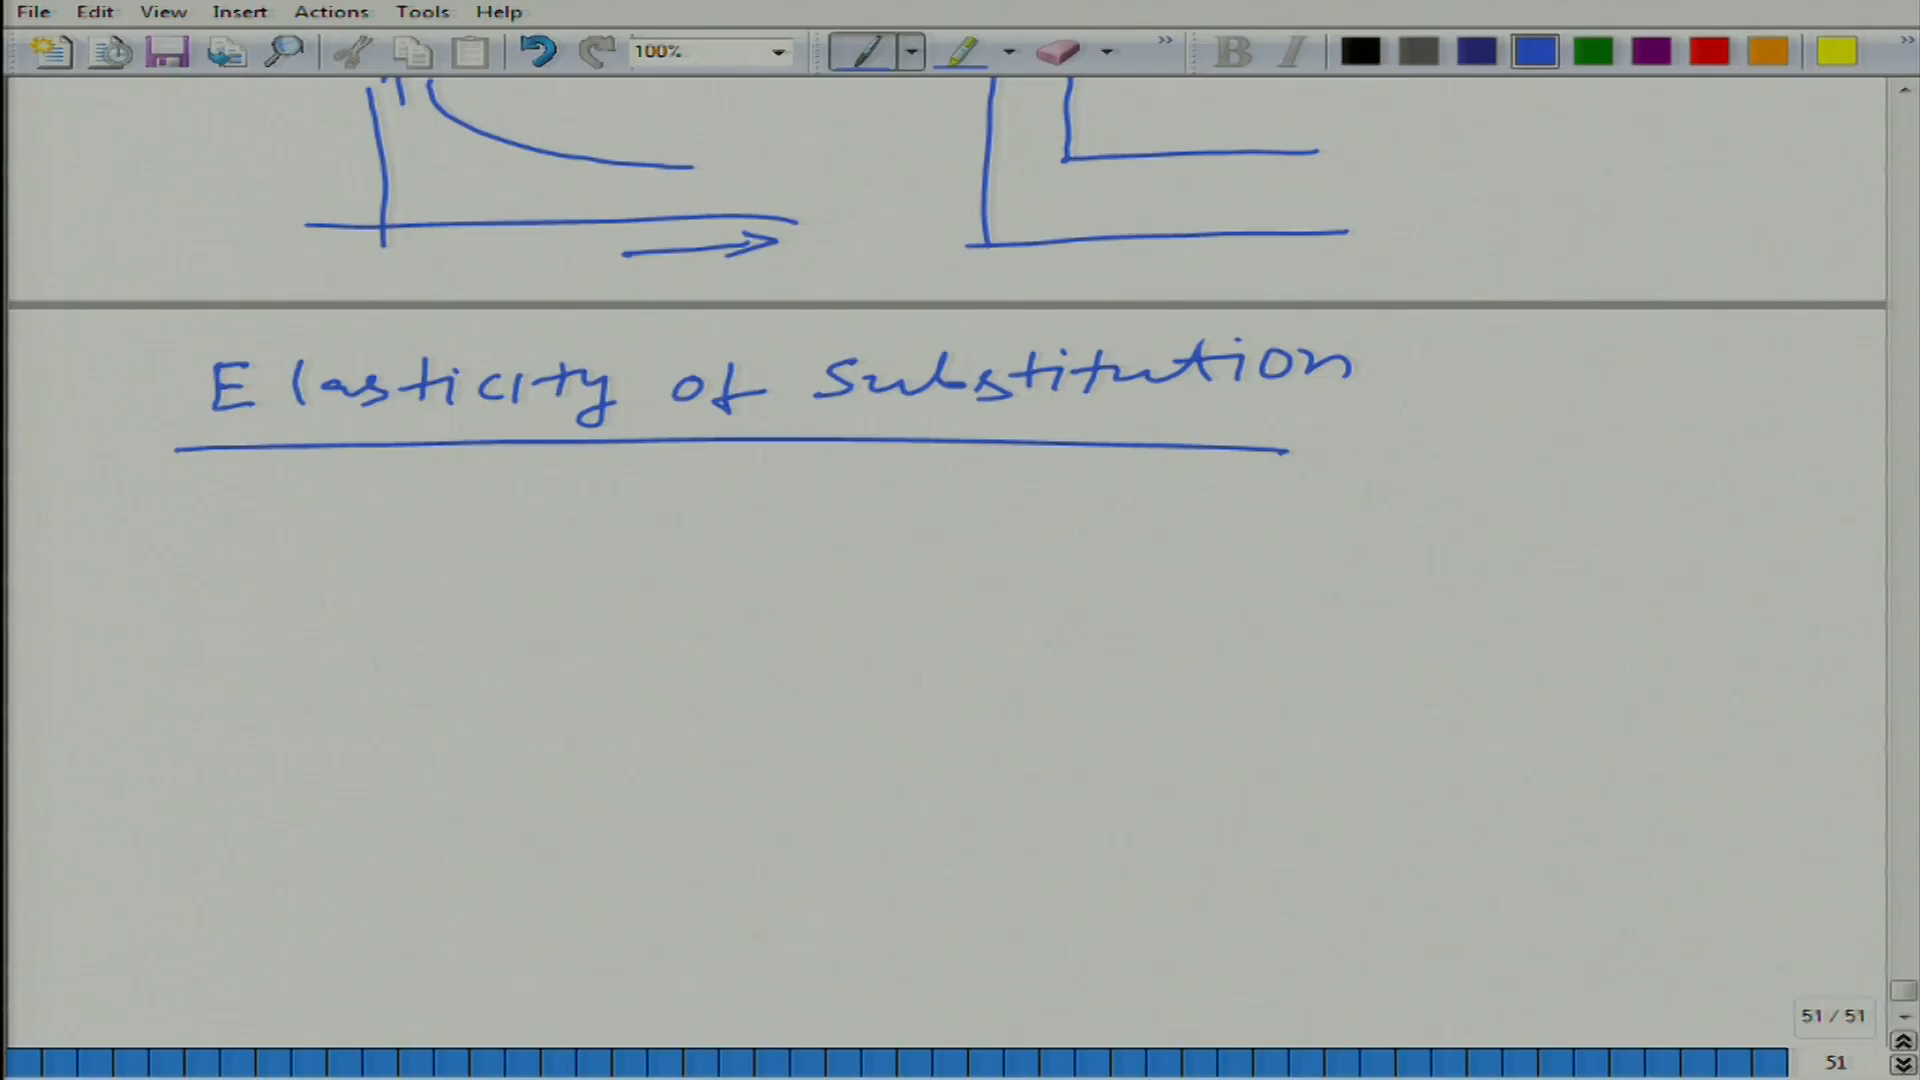 File Edit View Insert Actions Tools Help
100%
B I
Elasticity of Substitution
51 / 51
51